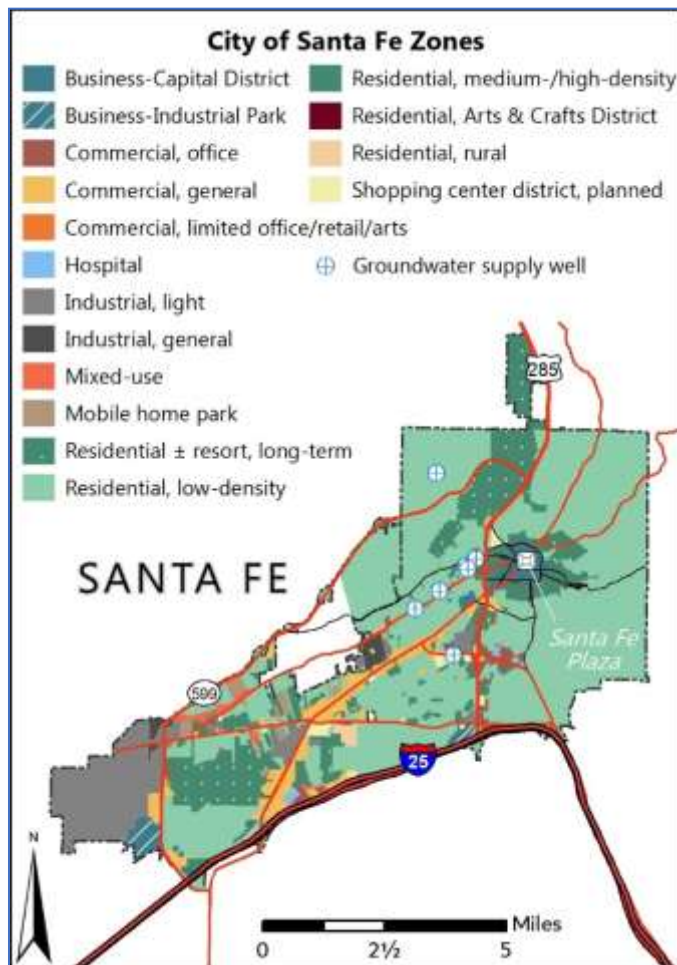 City of Santa Fe Zones
Business-Capital District
Business-Industrial Park
Commercial, office
Commercial, general
Commercial, limited office/retail/arts
Hospital
Industrial, light
Industrial, general
Mixed-use
Mobile home park
Residential ± resort, long-term
Residential, low-density
Residential, medium-/high-density
Residential, Arts & Crafts District
Residential, rural
Shopping center district, planned
Groundwater supply well
285
SANTA FE
Santa Fe
Plaza
599
25
N
Miles
0 2½ 5